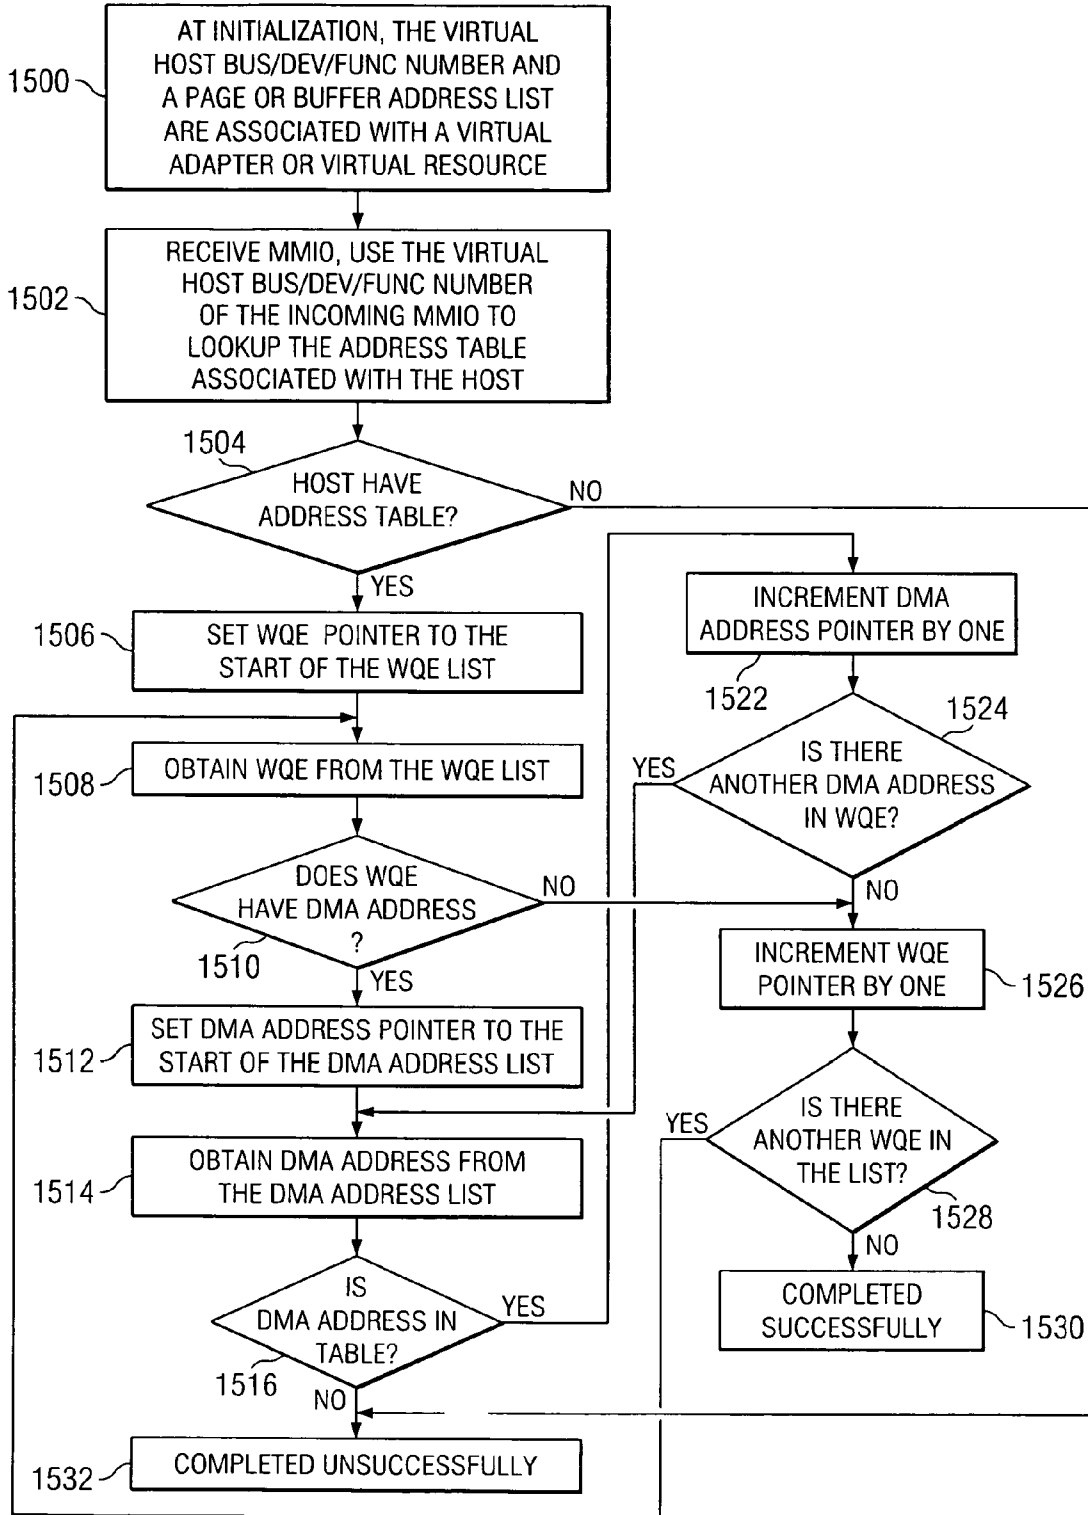 1500
AT INITIALIZATION, THE VIRTUAL
HOST BUS/DEV/FUNC NUMBER AND
A PAGE OR BUFFER ADDRESS LIST
ARE ASSOCIATED WITH A VIRTUAL
ADAPTER OR VIRTUAL RESOURCE
1502
RECEIVE MMIO, USE THE VIRTUAL
HOST BUS/DEV/FUNC NUMBER
OF THE INCOMING MMIO TO
LOOKUP THE ADDRESS TABLE
ASSOCIATED WITH THE HOST
1504
HOST HAVE
ADDRESS TABLE?
NO
YES
1506
SET WQE POINTER TO THE
START OF THE WQE LIST
1508
OBTAIN WQE FROM THE WQE LIST
DOES WQE
HAVE DMA ADDRESS
?
1510
NO
YES
1512
SET DMA ADDRESS POINTER TO THE
START OF THE DMA ADDRESS LIST
1514
OBTAIN DMA ADDRESS FROM
THE DMA ADDRESS LIST
IS
DMA ADDRESS IN
TABLE?
1516
YES
NO
1532
COMPLETED UNSUCCESSFULLY
INCREMENT DMA
ADDRESS POINTER BY ONE
1522
1524
IS THERE
ANOTHER DMA ADDRESS
IN WQE?
YES
NO
INCREMENT WQE
POINTER BY ONE
1526
IS THERE
ANOTHER WQE IN
THE LIST?
1528
YES
NO
COMPLETED
SUCCESSFULLY
1530